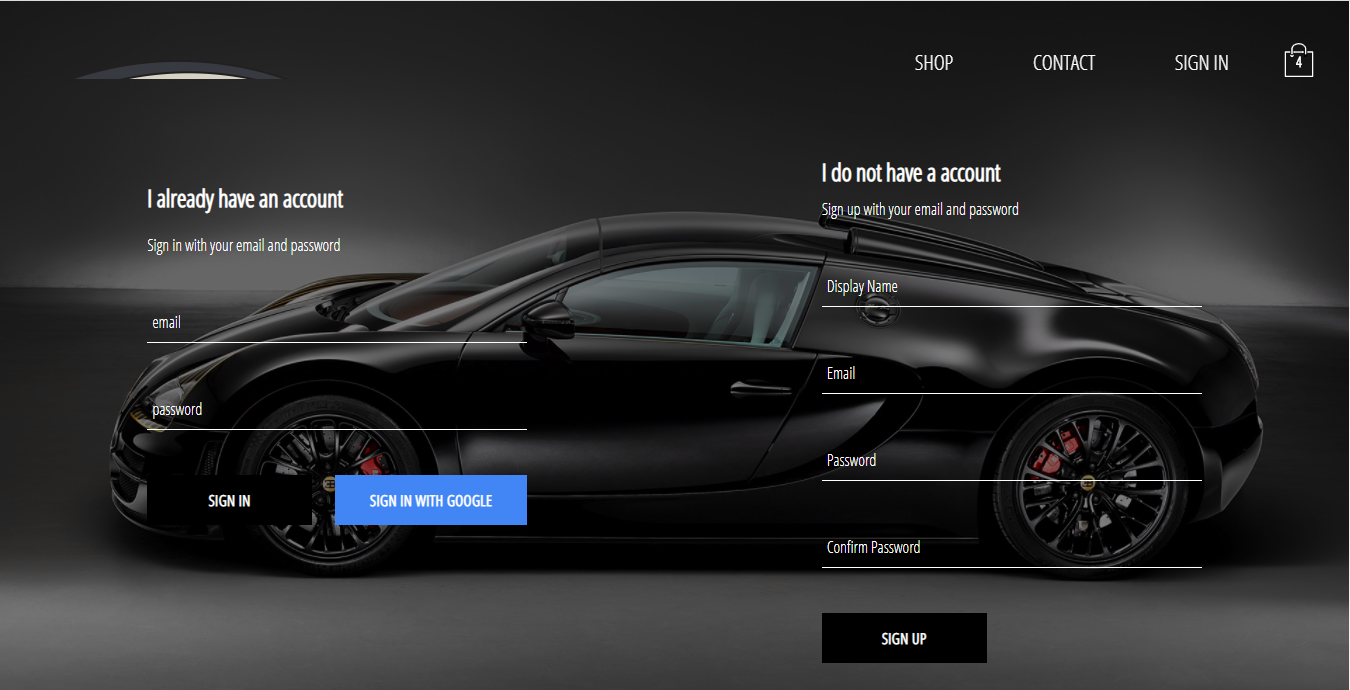 SHOP CONTACT SIGN IN 4
I already have an account
Sign in with your email and password
email
password
SIGN IN SIGN IN WITH GOOGLE
I do not have a account
Sign up with your email and password
Display Name
Email
Password
Confirm Password
SIGN UP